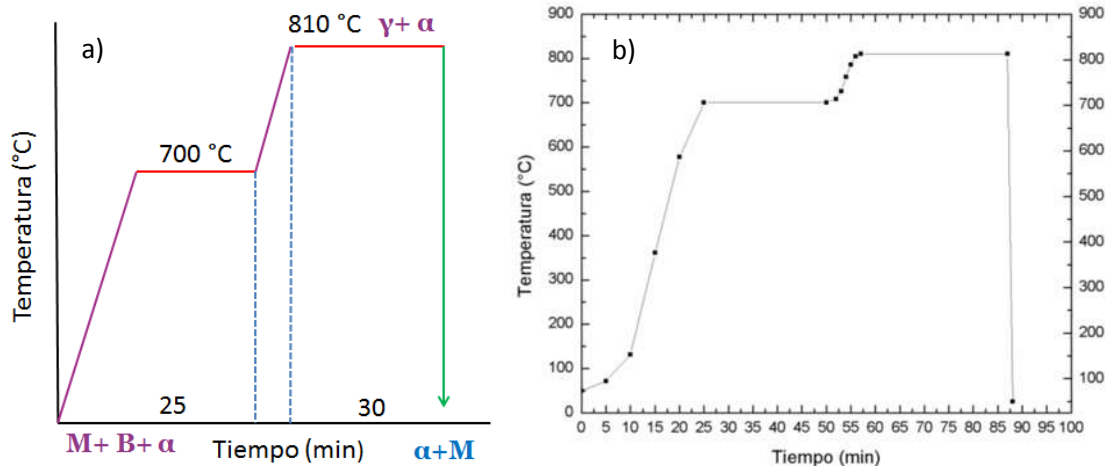 a)
810 °C
γ+ α
700 °C
Temperatura (°C)
25
30
M+ B+ α
Tiempo (min)
α+M
b)
900
800
700
600
500
400
300
200
100
0
Temperatura (°C)
900
800
700
600
500
400
300
200
100
0 5 10 15 20 25 30 35 40 45 50 55 60 65 70 75 80 85 90 95 100
Tiempo (min)